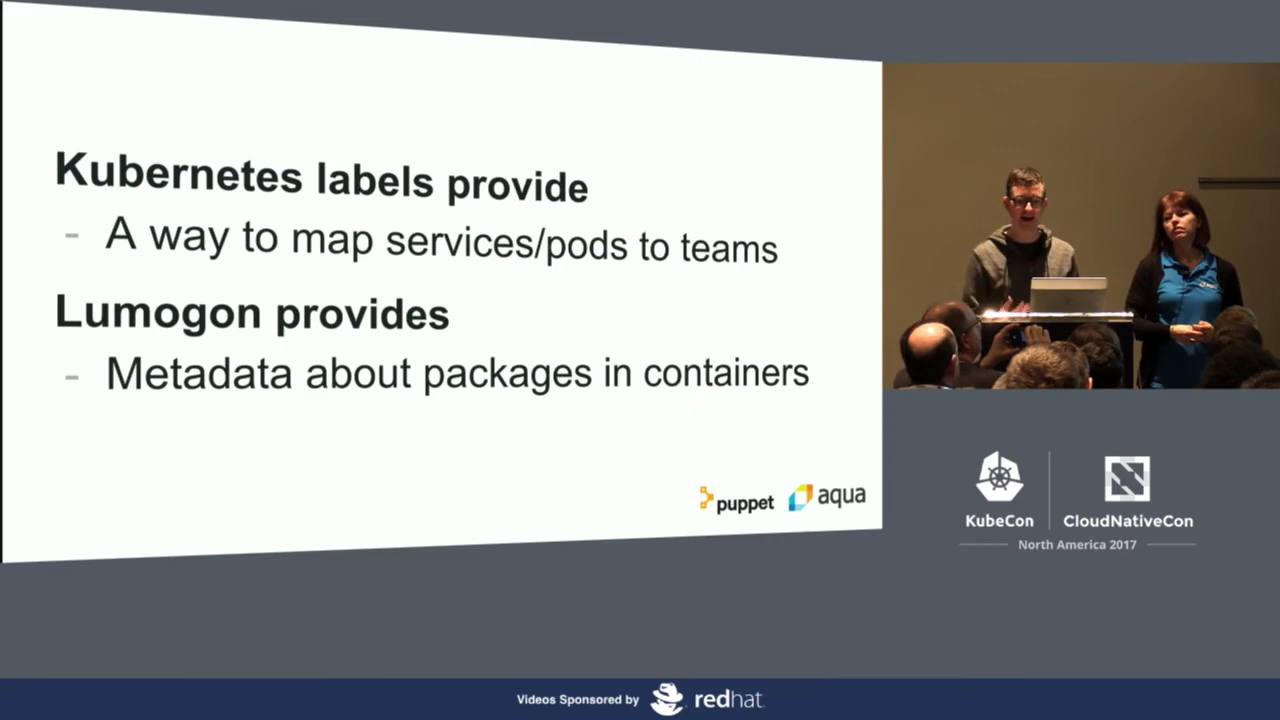 Kubernetes labels provide
- A way to map services/pods to teams
Lumogon provides
- Metadata about packages in containers
puppet
aqua
KubeCon
CloudNativeCon
North America 2017
Videos Sponsored by redhat.